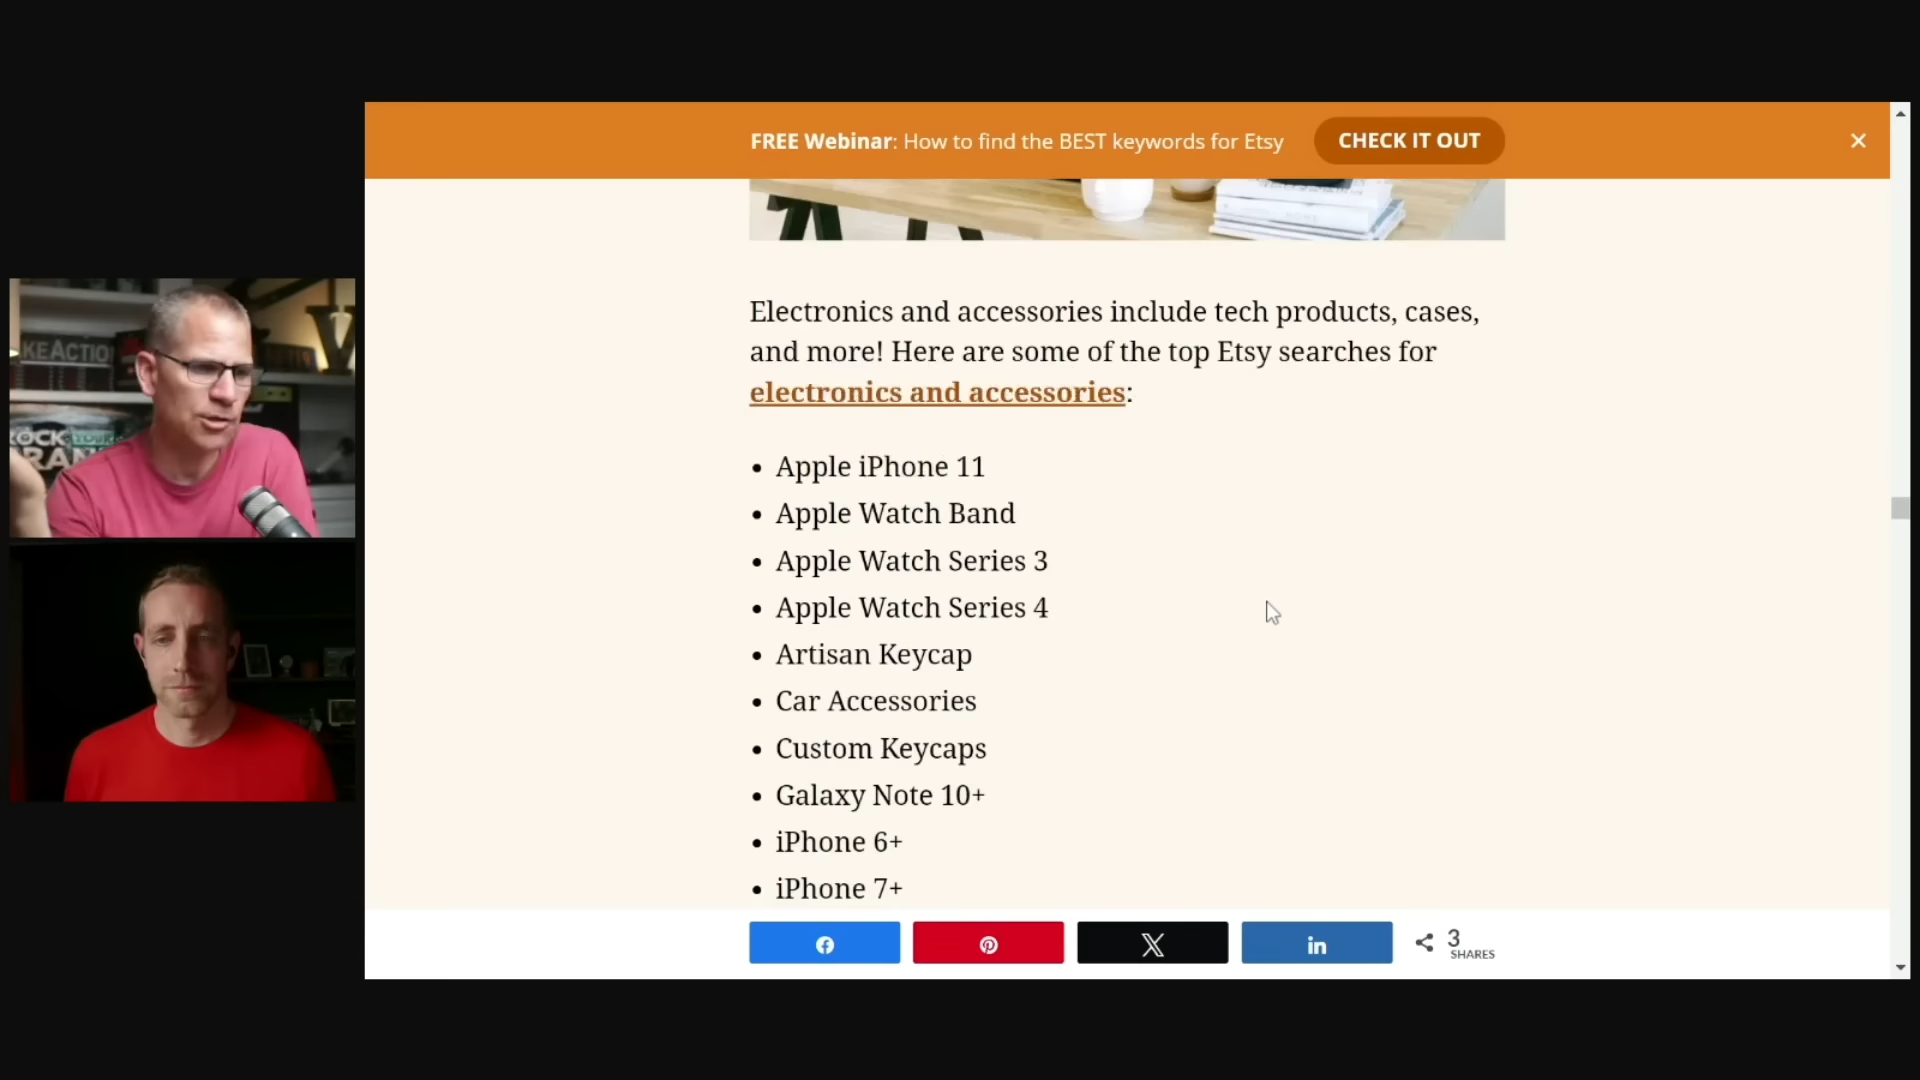 FREE Webinar: How to find the BEST keywords for Etsy
CHECK IT OUT
Electronics and accessories include tech products, cases,
and more! Here are some of the top Etsy searches for
electronics and accessories:
• Apple iPhone 11
• Apple Watch Band
• Apple Watch Series 3
• Apple Watch Series 4
• Artisan Keycap
• Car Accessories
• Custom Keycaps
• Galaxy Note 10+
• iPhone 6+
• iPhone 7+
3
SHARES